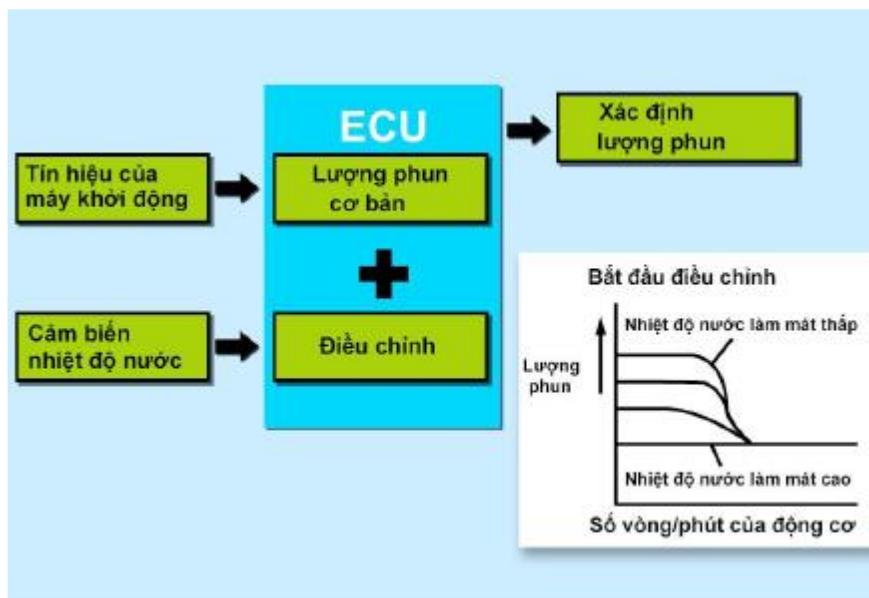 ECU
Tín hiệu của
máy khởi động
Lượng phun
cơ bản
Xác định
lượng phun
Cảm biến
nhiệt độ nước
Điều chỉnh
Bắt đầu điều chỉnh
Nhiệt độ nước làm mát thấp
Lượng
phun
Nhiệt độ nước làm mát cao
Số vòng/phút của động cơ